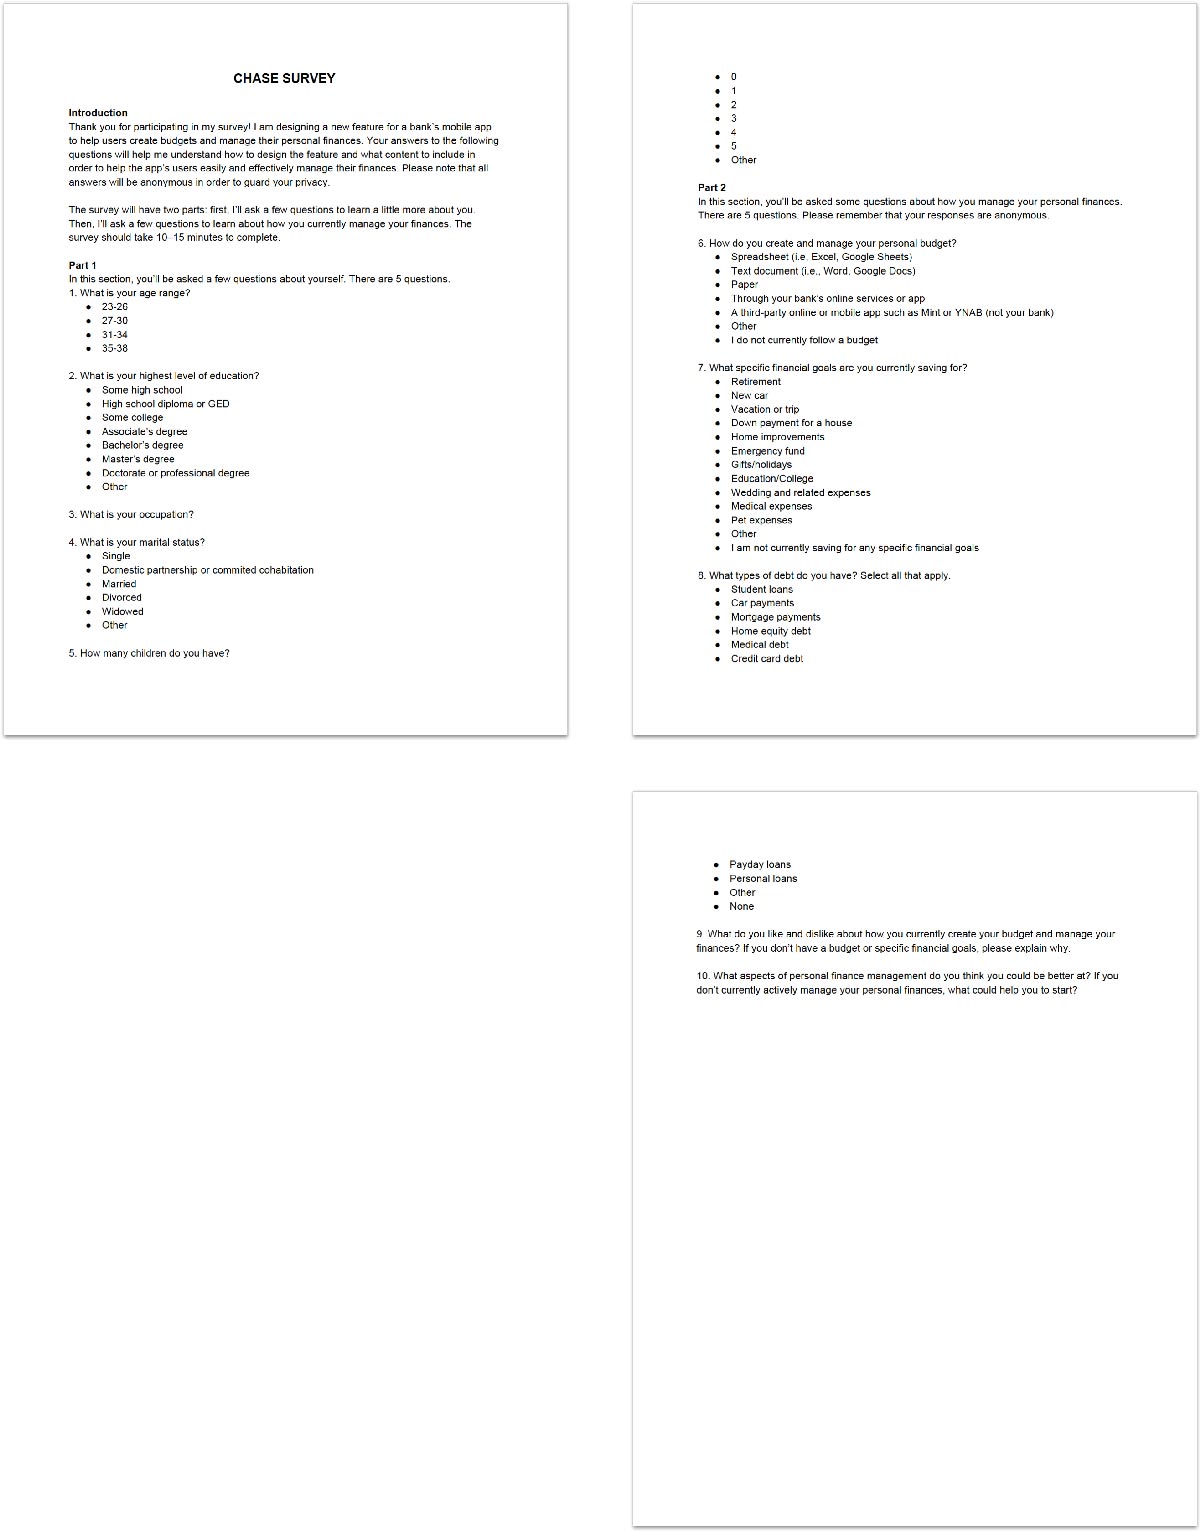 CHASE SURVEY
Introduction
Thank you for participating in my survey! I am designing a new feature for a bank's mobile app
to help users create budgets and manage their personal finances. Your answers to the following
questions will help me understand how to design the feature and what content to include in
order to help the app's users easily and effectively manage their finances. Please note that all
answers will be anonymous in order to guard your privacy.
The survey will have two parts: first, I'll ask a few questions to learn a little more about you.
Then, I'll ask a few questions to learn about how you currently manage your finances. The
survey should take 10–15 minutes to complete.
Part 1
In this section, you'll be asked a few questions about yourself. There are 5 questions.
1. What is your age range?
● 23-26
● 27-30
● 31-34
● 35-38
2. What is your highest level of education?
● Some high school
● High school diploma or GED
● Some college
● Associate's degree
● Bachelor's degree
● Master's degree
● Doctorate or professional degree
● Other
3. What is your occupation?
4. What is your marital status?
● Single
● Domestic partnership or commited cohabitation
● Married
● Divorced
● Widowed
● Other
5. How many children do you have?
● 0
● 1
● 2
● 3
● 4
● 5
● Other
Part 2
In this section, you'll be asked some questions about how you manage your personal finances.
There are 5 questions. Please remember that your responses are anonymous.
6. How do you create and manage your personal budget?
● Spreadsheet (i.e. Excel, Google Sheets)
● Text document (i.e., Word, Google Docs)
● Paper
● Through your bank's online services or app
● A third-party online or mobile app such as Mint or YNAB (not your bank)
● Other
● I do not currently follow a budget
7. What specific financial goals are you currently saving for?
● Retirement
● New car
● Vacation or trip
● Down payment for a house
● Home improvements
● Emergency fund
● Gifts/holidays
● Education/College
● Wedding and related expenses
● Medical expenses
● Pet expenses
● Other
● I am not currently saving for any specific financial goals
8. What types of debt do you have? Select all that apply.
● Student loans
● Car payments
● Mortgage payments
● Home equity debt
● Medical debt
● Credit card debt
● Payday loans
● Personal loans
● Other
● None
9. What do you like and dislike about how you currently create your budget and manage your
finances? If you don't have a budget or specific financial goals, please explain why.
10. What aspects of personal finance management do you think you could be better at? If you
don't currently actively manage your personal finances, what could help you to start?